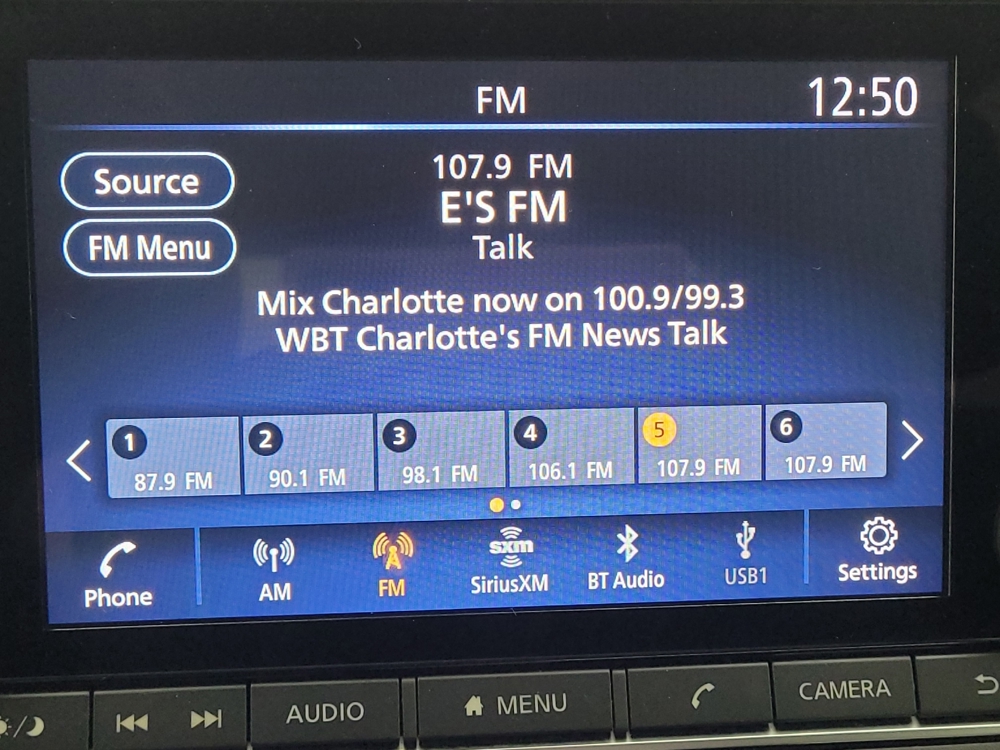 FM
12:50
Source
FM Menu
107.9 FM
E'S FM
Talk
Mix Charlotte now on 100.9/99.3
WBT Charlotte's FM News Talk
1
87.9 FM
2
90.1 FM
3
98.1 FM
4
106.1 FM
5
107.9 FM
6
107.9 FM
Phone
AM
FM
sxm
SiriusXM
BT Audio
USB1
Settings
AUDIO
MENU
CAMERA